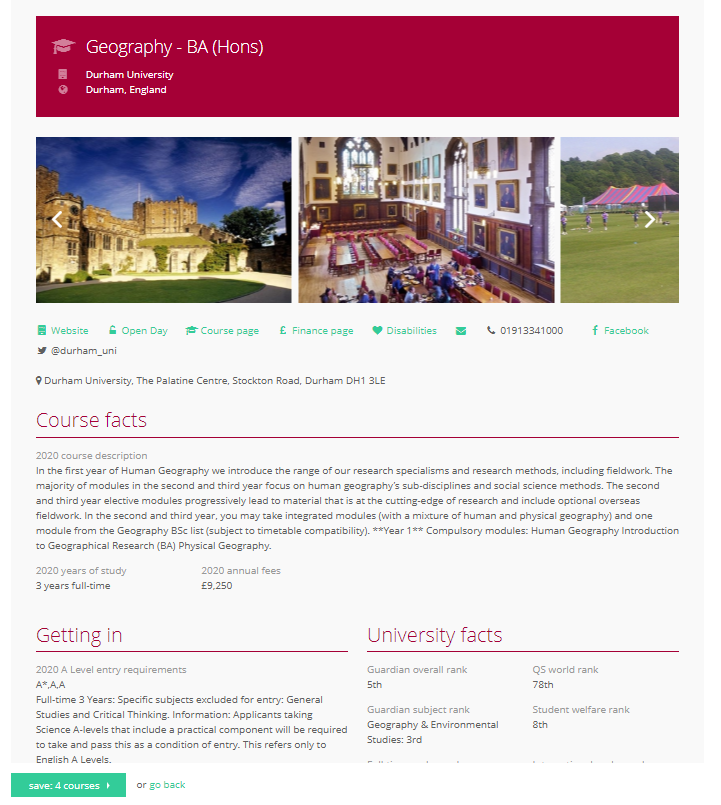 Geography - BA (Hons)
Durham University
Durham, England
Website Open Day Course page £ Finance page Disabilities 01913341000 f Facebook
@durham_uni
Durham University, The Palatine Centre, Stockton Road, Durham DH1 3LE
Course facts
2020 course description
In the first year of Human Geography we introduce the range of our research specialisms and research methods, including fieldwork. The
majority of modules in the second and third year focus on human geography's sub-disciplines and social science methods. The second
and third year elective modules progressively lead to material that is at the cutting-edge of research and include optional overseas
fieldwork. In the second and third year, you may take integrated modules (with a mixture of human and physical geography) and one
module from the Geography BSc list (subject to timetable compatibility). **Year 1** Compulsory modules: Human Geography Introduction
to Geographical Research (BA) Physical Geography.
2020 years of study 2020 annual fees
3 years full-time £9,250
Getting in
2020 A Level entry requirements
A*,A,A
Full-time 3 Years: Specific subjects excluded for entry: General
Studies and Critical Thinking. Information: Applicants taking
Science A-levels that include a practical component will be required
to take and pass this as a condition of entry. This refers only to
English A Levels.
University facts
Guardian overall rank QS world rank
5th 78th
Guardian subject rank Student welfare rank
Geography & Environmental 8th
Studies: 3rd
save: 4 courses or go back